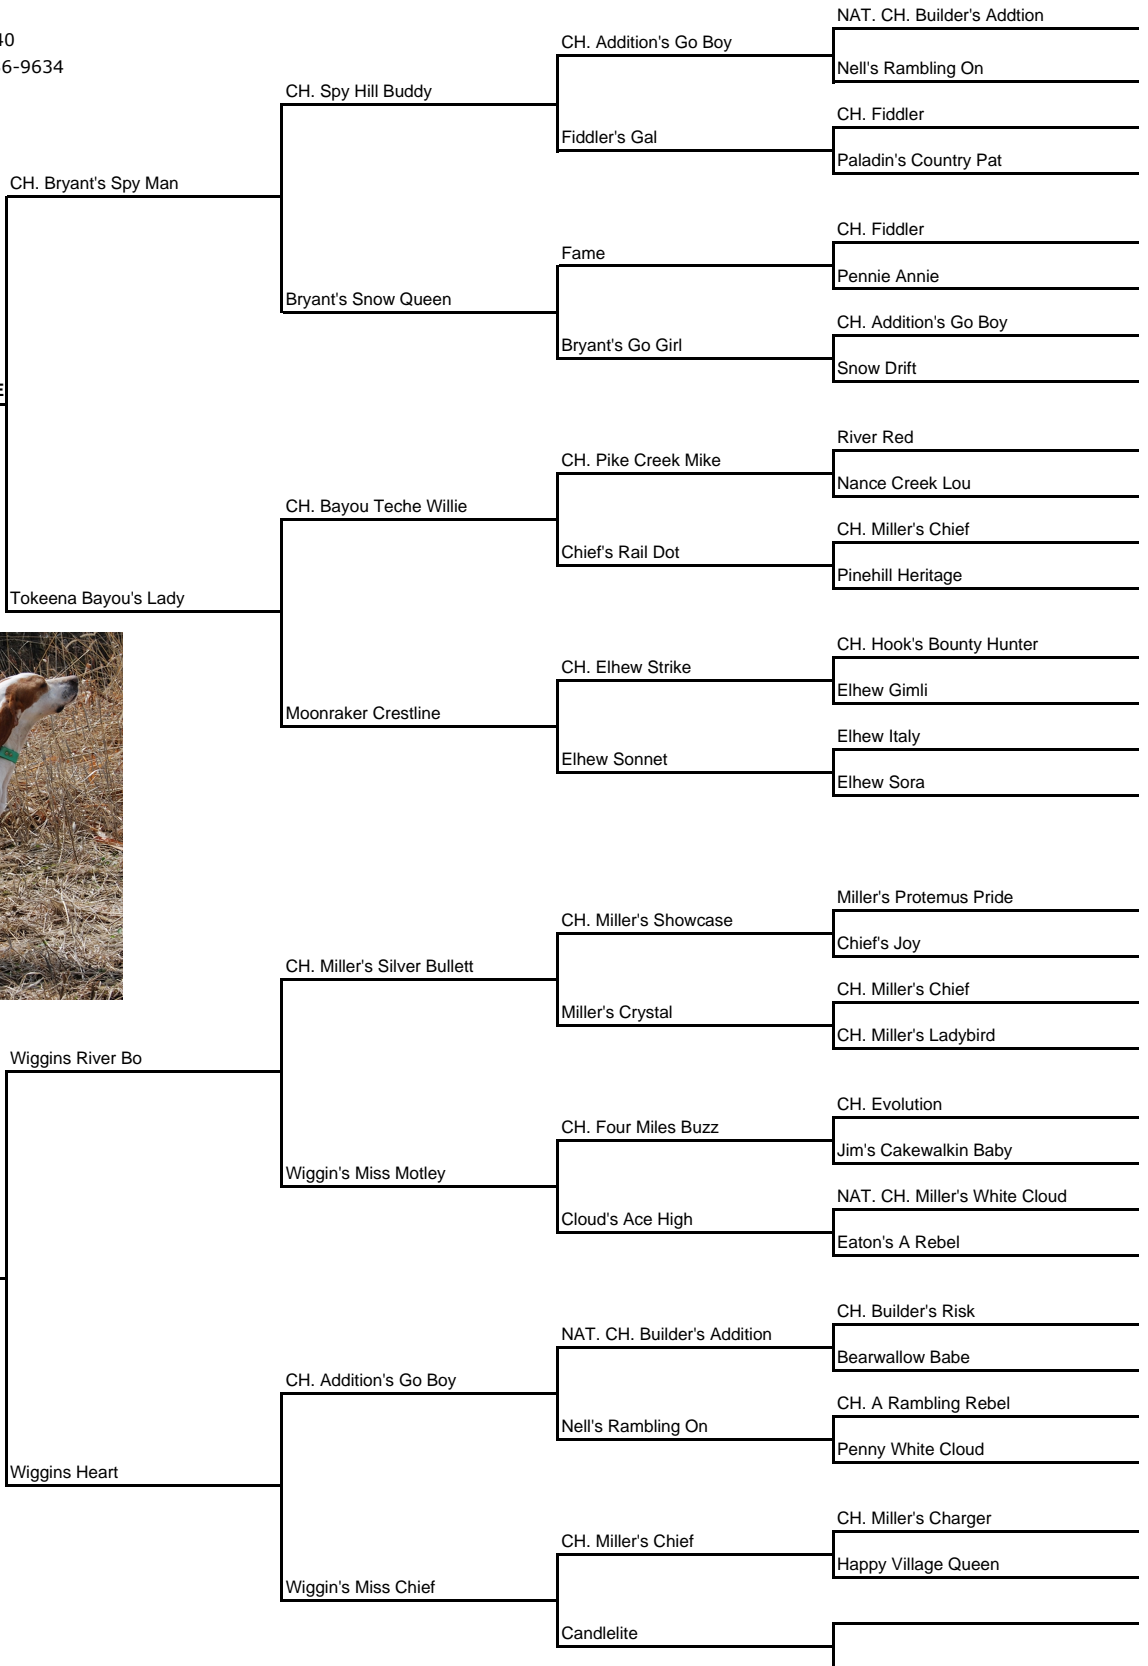 NAT. CH. Builder's Addtion
40
CH. Addition's Go Boy
6-9634
Nell's Rambling On
CH. Spy Hill Buddy
CH. Fiddler
Fiddler's Gal
Paladin's Country Pat
CH. Bryant's Spy Man
CH. Fiddler
Fame
Pennie Annie
Bryant's Snow Queen
CH. Addition's Go Boy
Bryant's Go Girl
Snow Drift
E
River Red
CH. Pike Creek Mike
Nance Creek Lou
CH. Bayou Teche Willie
CH. Miller's Chief
Chief's Rail Dot
Pinehill Heritage
Tokeena Bayou's Lady
CH. Hook's Bounty Hunter
CH. Elhew Strike
Elhew Gimli
Moonraker Crestline
Elhew Italy
Elhew Sonnet
Elhew Sora
Miller's Protemus Pride
CH. Miller's Showcase
Chief's Joy
CH. Miller's Silver Bullett
CH. Miller's Chief
Miller's Crystal
CH. Miller's Ladybird
Wiggins River Bo
CH. Evolution
CH. Four Miles Buzz
Jim's Cakewalkin Baby
Wiggin's Miss Motley
NAT. CH. Miller's White Cloud
Cloud's Ace High
Eaton's A Rebel
CH. Builder's Risk
NAT. CH. Builder's Addition
Bearwallow Babe
CH. Addition's Go Boy
CH. A Rambling Rebel
Nell's Rambling On
Penny White Cloud
Wiggins Heart
CH. Miller's Charger
CH. Miller's Chief
Happy Village Queen
Wiggin's Miss Chief
Candlelite